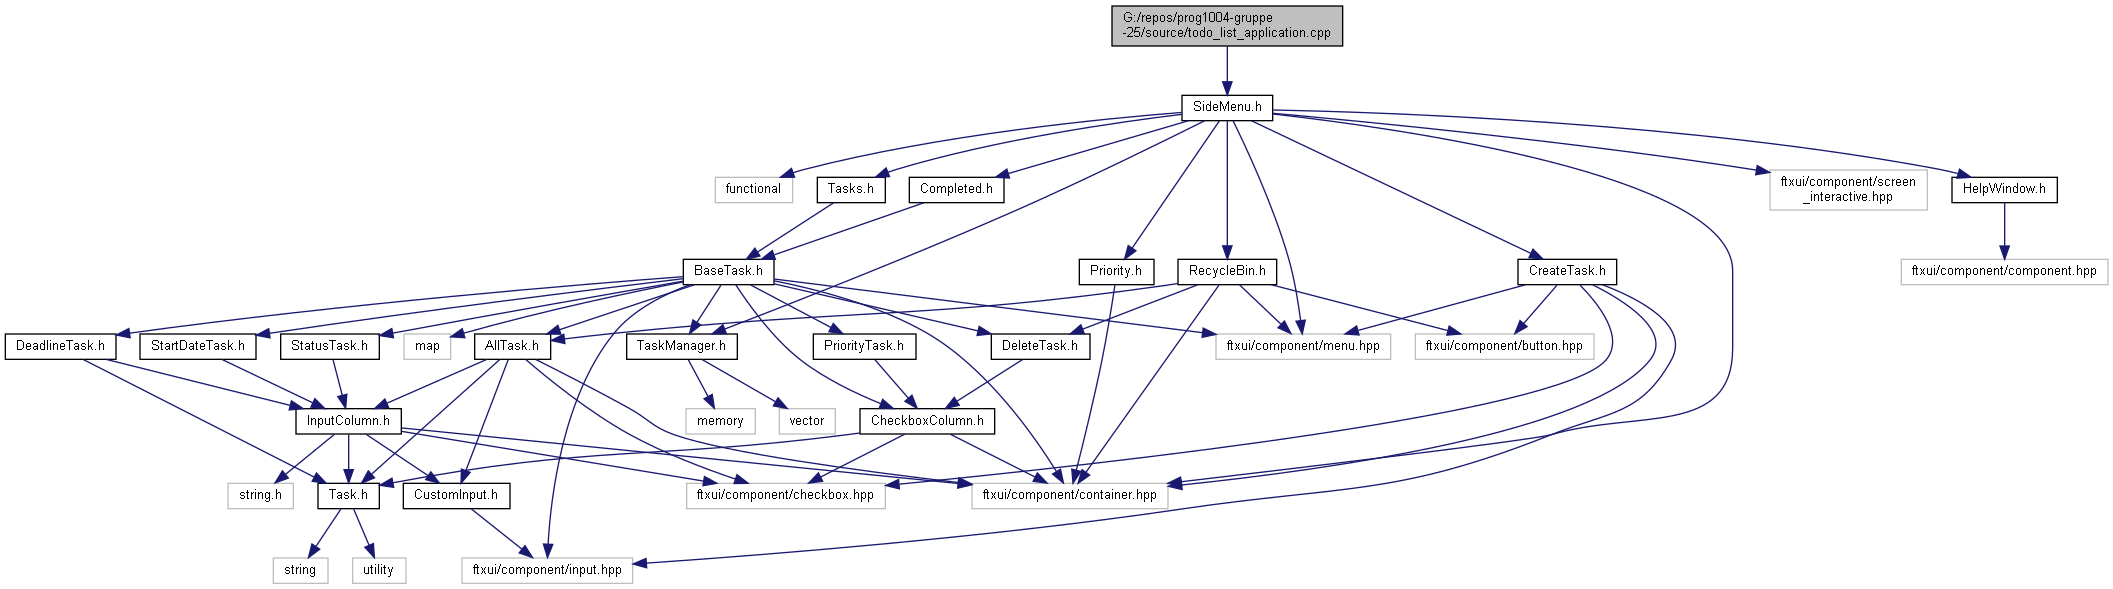 G:/repos/prog1004-gruppe
-25/source/todo_list_application.cpp
SideMenu.h
functional
Tasks.h
Completed.h
ftxui/component/screen
_interactive.hpp
HelpWindow.h
BaseTask.h
Priority.h
RecycleBin.h
CreateTask.h
ftxui/component/component.hpp
DeadlineTask.h
StartDateTask.h
StatusTask.h
map
AllTask.h
TaskManager.h
PriorityTask.h
DeleteTask.h
ftxui/component/menu.hpp
ftxui/component/button.hpp
InputColumn.h
memory
vector
CheckboxColumn.h
string.h
Task.h
CustomInput.h
ftxui/component/checkbox.hpp
ftxui/component/container.hpp
string
utility
ftxui/component/input.hpp